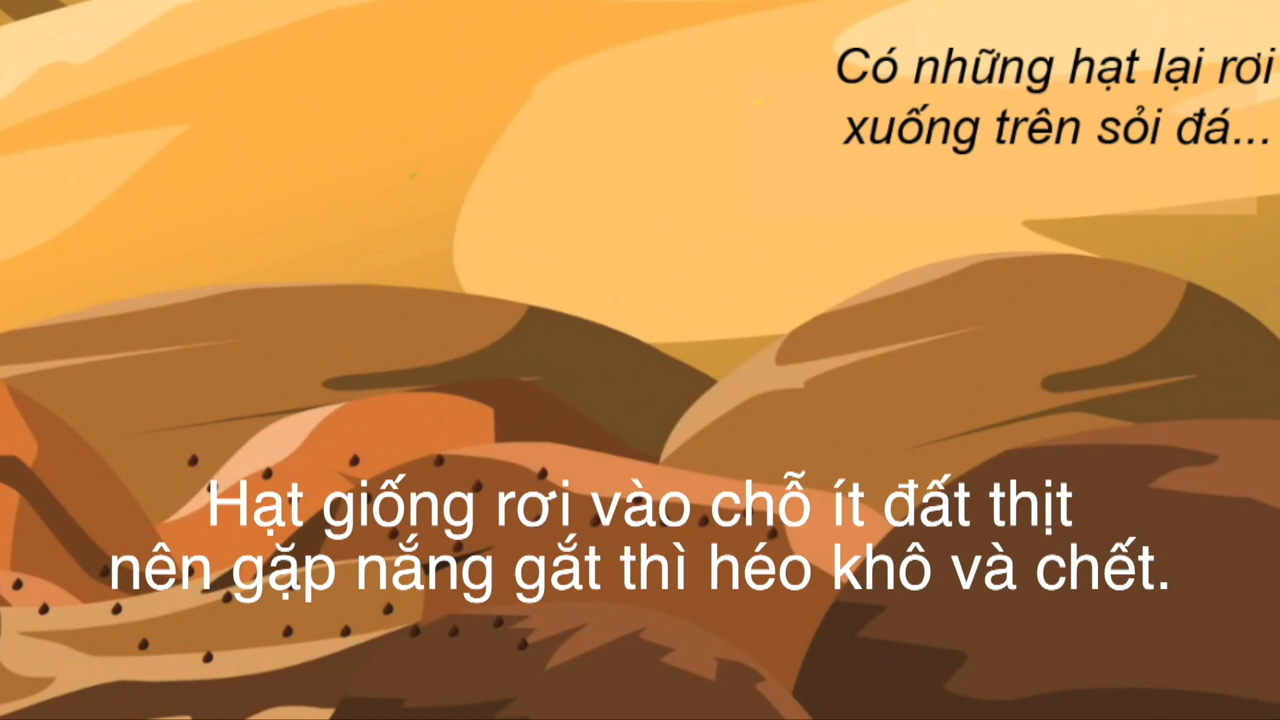 Có những hạt lại rơi
xuống trên sỏi đá...
Hạt giống rơi vào chỗ ít đất thịt
nên gặp nắng gắt thì héo khô và chết.